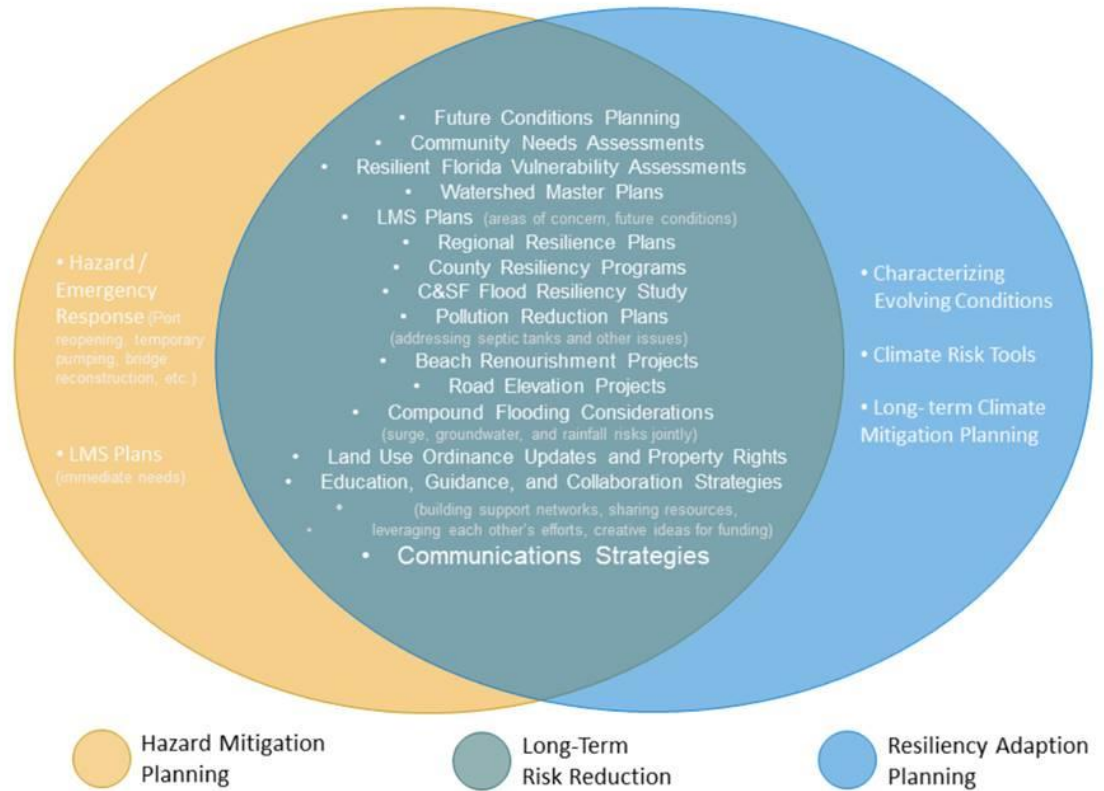 • Future Conditions Planning
• Community Needs Assessments
• Resilient Florida Vulnerability Assessments
• Watershed Master Plans
• LMS Plans (areas of concern, future conditions)
• Regional Resilience Plans
• County Resiliency Programs
• C&SF Flood Resiliency Study
• Pollution Reduction Plans
(addressing septic tanks and other issues)
• Beach Renourishment Projects
• Road Elevation Projects
• Compound Flooding Considerations
(surge, groundwater, and rainfall risks jointly)
• Land Use Ordinance Updates and Property Rights
• Education, Guidance, and Collaboration Strategies
• (building support networks, sharing resources,
• leveraging each other's efforts, creative ideas for funding)
• Communications Strategies
• Hazard /
Emergency
Response (Port
reopening, temporary
pumping, bridge
reconstruction, etc.)
• LMS Plans
(immediate needs)
• Characterizing
Evolving Conditions
• Climate Risk Tools
• Long- term Climate
Mitigation Planning
Hazard Mitigation
Planning
Long-Term
Risk Reduction
Resiliency Adaption
Planning